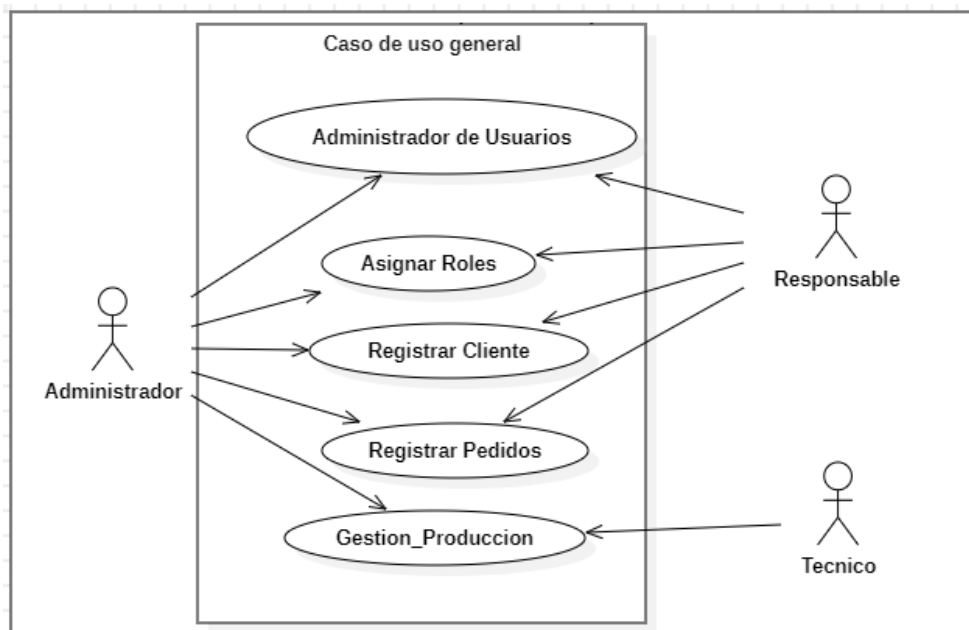 Caso de uso general
Administrador de Usuarios
Asignar Roles
Responsable
Registrar Cliente
Administrador
Registrar Pedidos
Gestion_Produccion
Tecnico